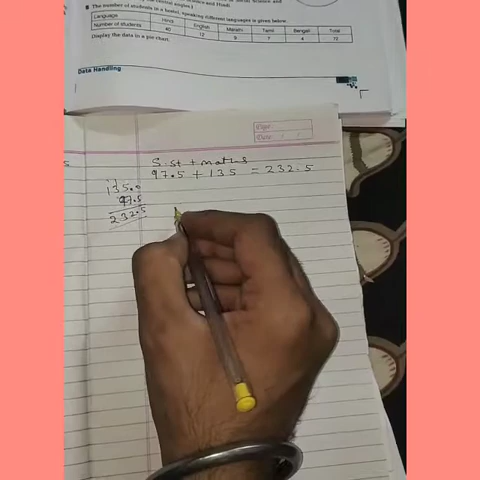 5 The number of students in a hostel, speaking different languages is given below.
Language Hindi English Marathi Tamil Bengali Total
Number of students 40 12 9 7 4 72
Display the data in a pie chart.
Data Handling
Date
S.st + maths
97.5 + 135 = 232.5
135.0
97.5
232.5